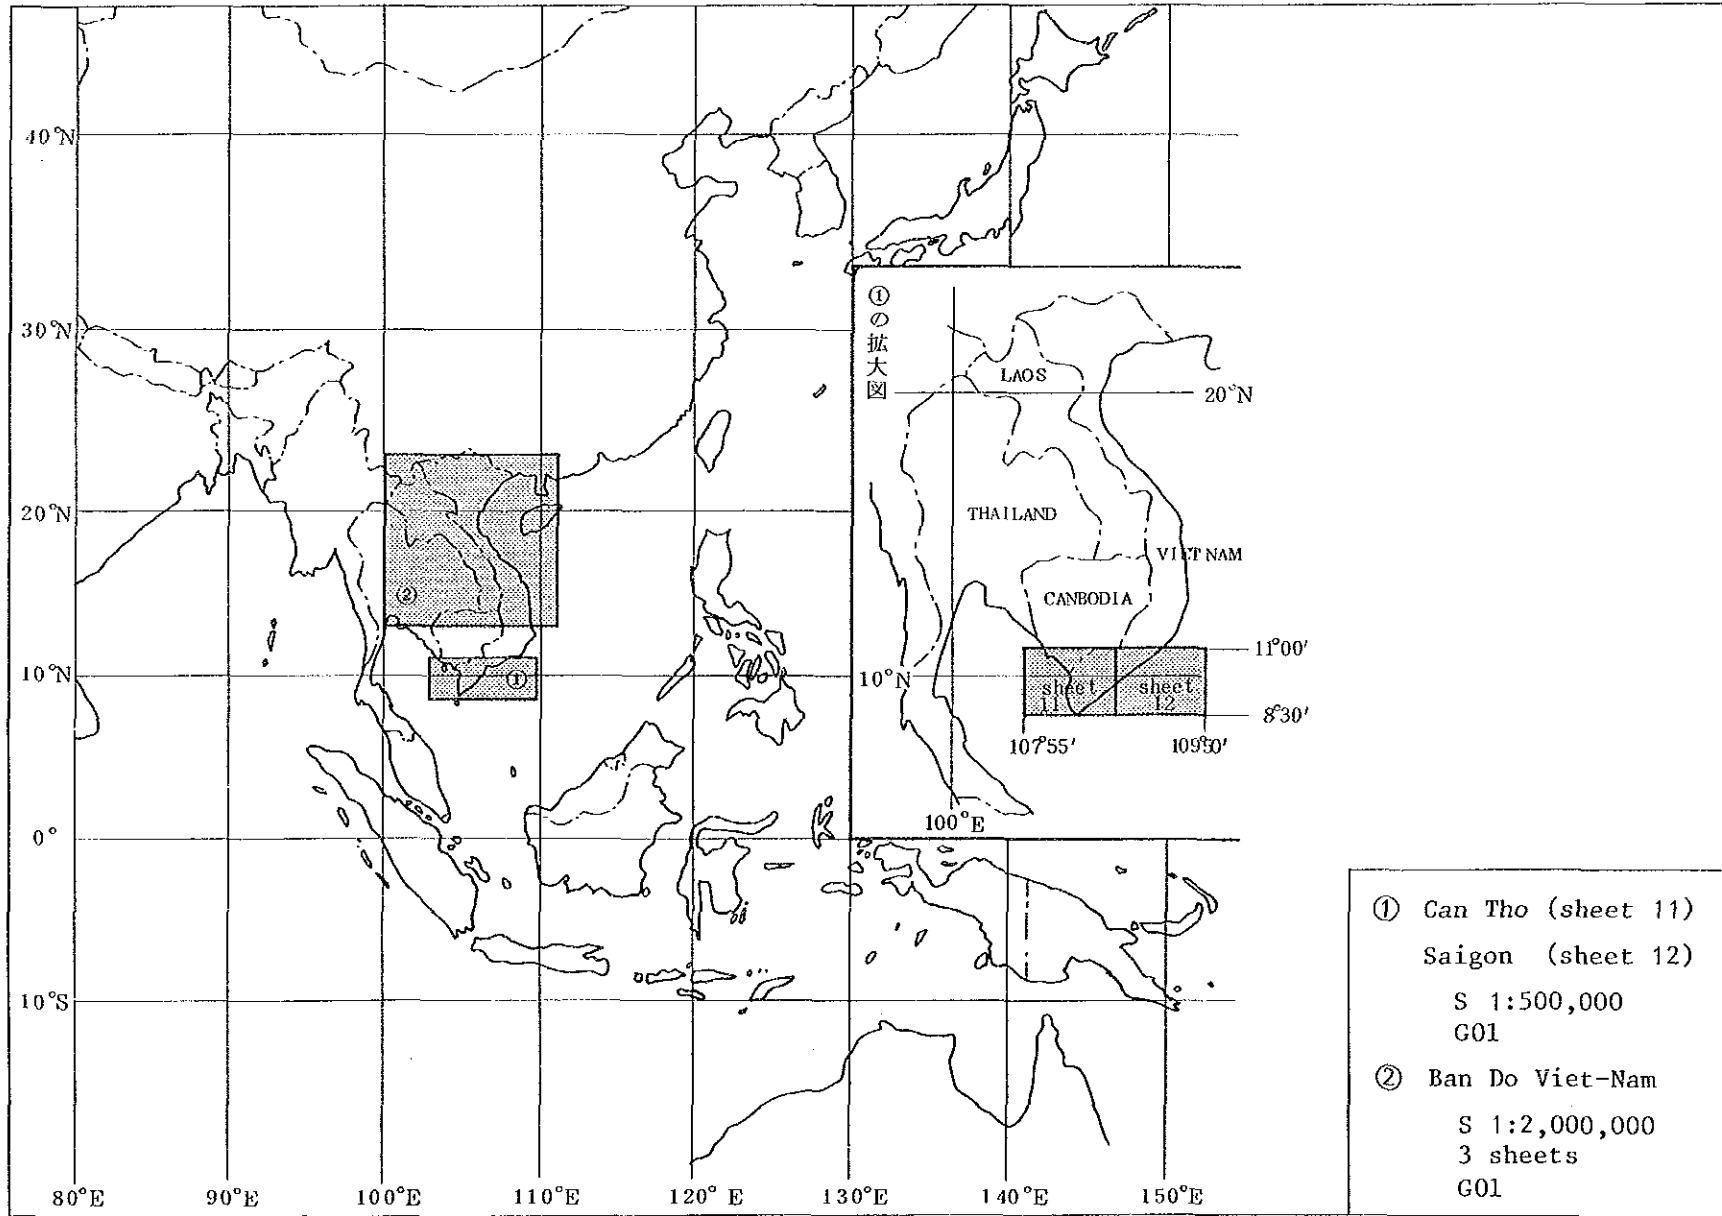 40°N
30°N
20°N
10°N
0°
10°S
80°E
90°E
100°E
110°E
120°E
130°E
140°E
150°E
②
①
①の拡大図
LAOS
20°N
THAILAND
VIETNAM
CANBODIA
11°00'
10°N
sheet 11
sheet 12
8°30'
107°55'
109°50'
100°E
① Can Tho (sheet 11)
Saigon (sheet 12)
S 1:500,000
G01
② Ban Do Viet-Nam
S 1:2,000,000
3 sheets
G01